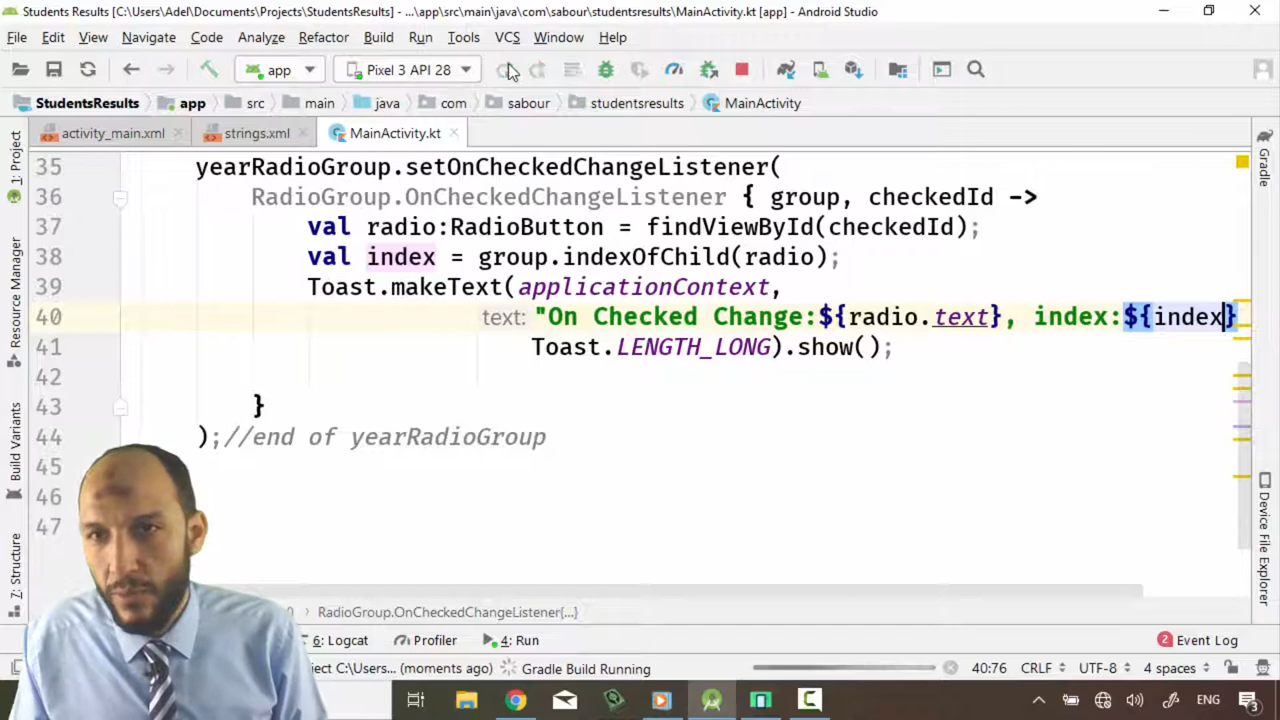 Students Results [C:\Users\Adel\Documents\Projects\StudentsResults] - ...\app\src\main\java\com\sabour\studentsresults\MainActivity.kt [app] - Android Studio
File Edit View Navigate Code Analyze Refactor Build Run Tools VCS Window Help
app Pixel 3 API 28
StudentsResults app src main java com sabour studentsresults MainActivity
activity_main.xml strings.xml MainActivity.kt
1: Project
Resource Manager
Build Variants
7: Structure
35 yearRadioGroup.setOnCheckedChangeListener(
36 RadioGroup.OnCheckedChangeListener { group, checkedId ->
37 val radio:RadioButton = findViewById(checkedId);
38 val index = group.indexOfChild(radio);
39 Toast.makeText(applicationContext,
40 text: "On Checked Change:${radio.text}, index:${index}
41 Toast.LENGTH_LONG).show();
42
43 }
44 );//end of yearRadioGroup
45
46
47
Gradle
Device File Explorer
RadioGroup.OnCheckedChangeListener{...}
6: Logcat Profiler 4: Run 2 Event Log
C:\Users... (moments ago) Gradle Build Running 40:76 CRLF UTF-8 4 spaces
ENG 3